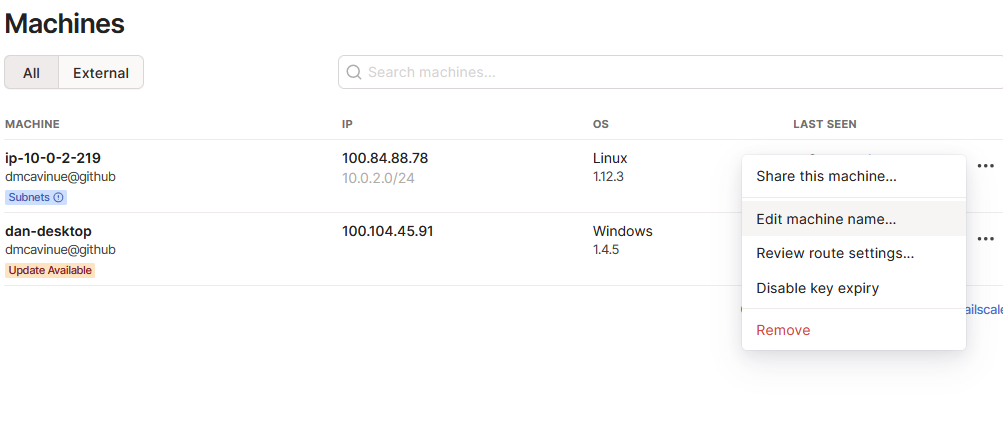 Machines
All External
Search machines...
MACHINE IP OS LAST SEEN
ip-10-0-2-219 100.84.88.78 Linux
dmcavinue@github 10.0.2.0/24 1.12.3
Subnets
dan-desktop 100.104.45.91 Windows
dmcavinue@github 1.4.5
Update Available
Share this machine...
Edit machine name...
Review route settings...
Disable key expiry
Remove